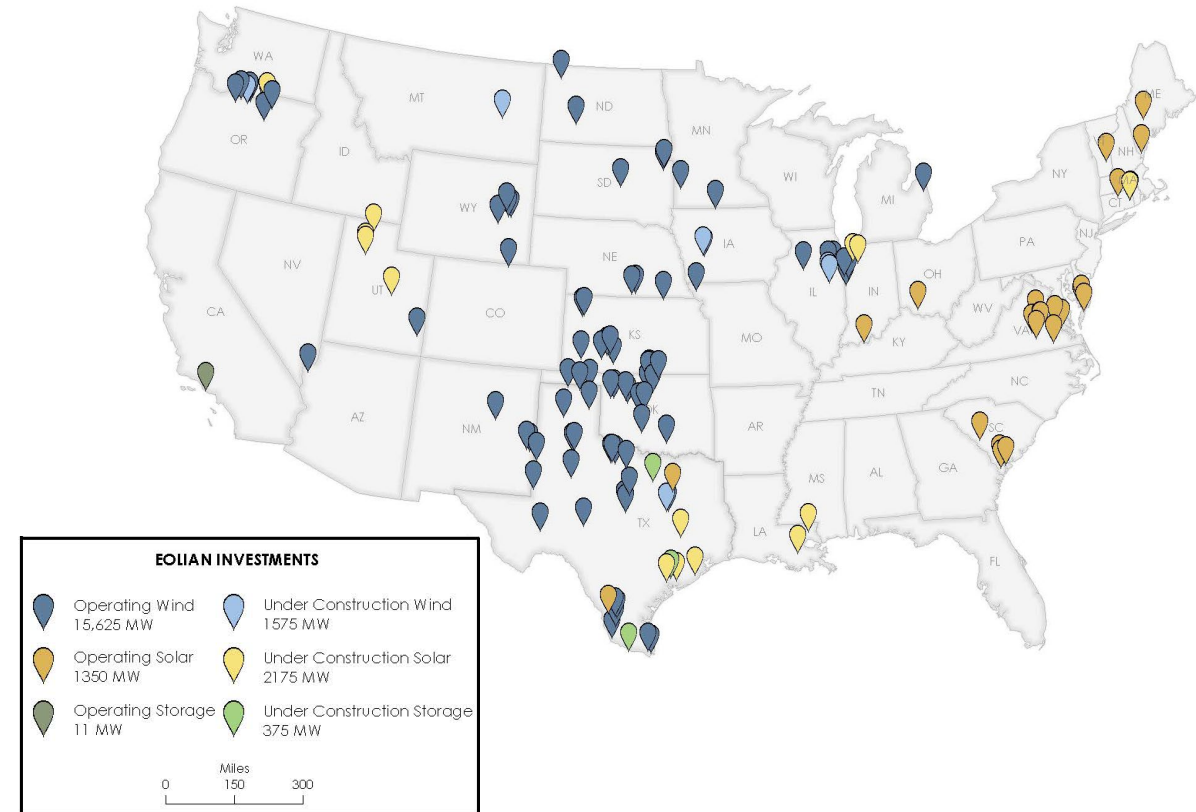 WA
MT
ND
MN
ME
OR
ID
WI
NH
SD
NY
WY
MI
MA
CT
IA
PA
NJ
NE
NV
OH
UT
IL
IN
CA
CO
WV
VA
KS
MO
KY
NC
TN
AZ
NM
OK
AR
SC
MS
AL
GA
TX
LA
FL
EOLIAN INVESTMENTS
Operating Wind
15,625 MW
Under Construction Wind
1575 MW
Operating Solar
1350 MW
Under Construction Solar
2175 MW
Operating Storage
11 MW
Under Construction Storage
375 MW
Miles
0 150 300